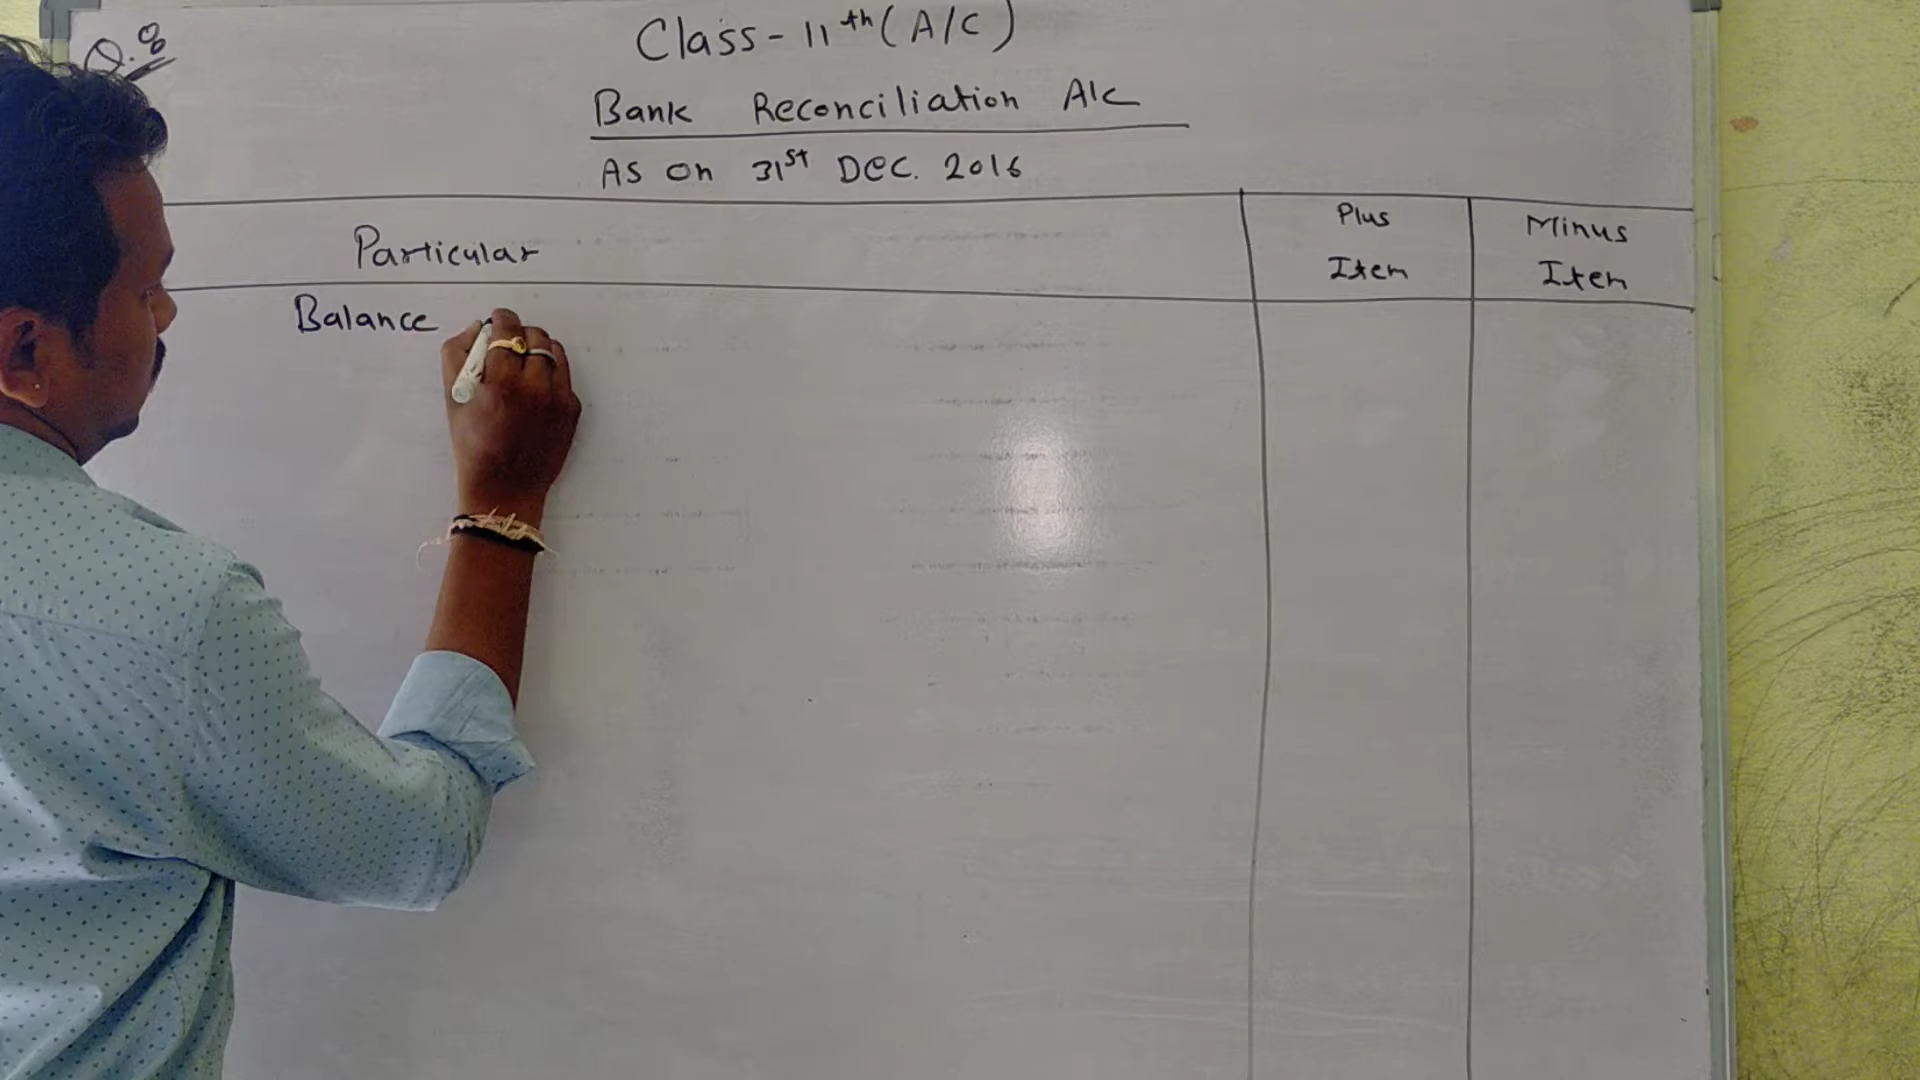 Q.8
Class - 11th (A/C)
Bank Reconciliation A/c
As on 31st Dec. 2016
Particular
Plus
Item
Minus
Item
Balance